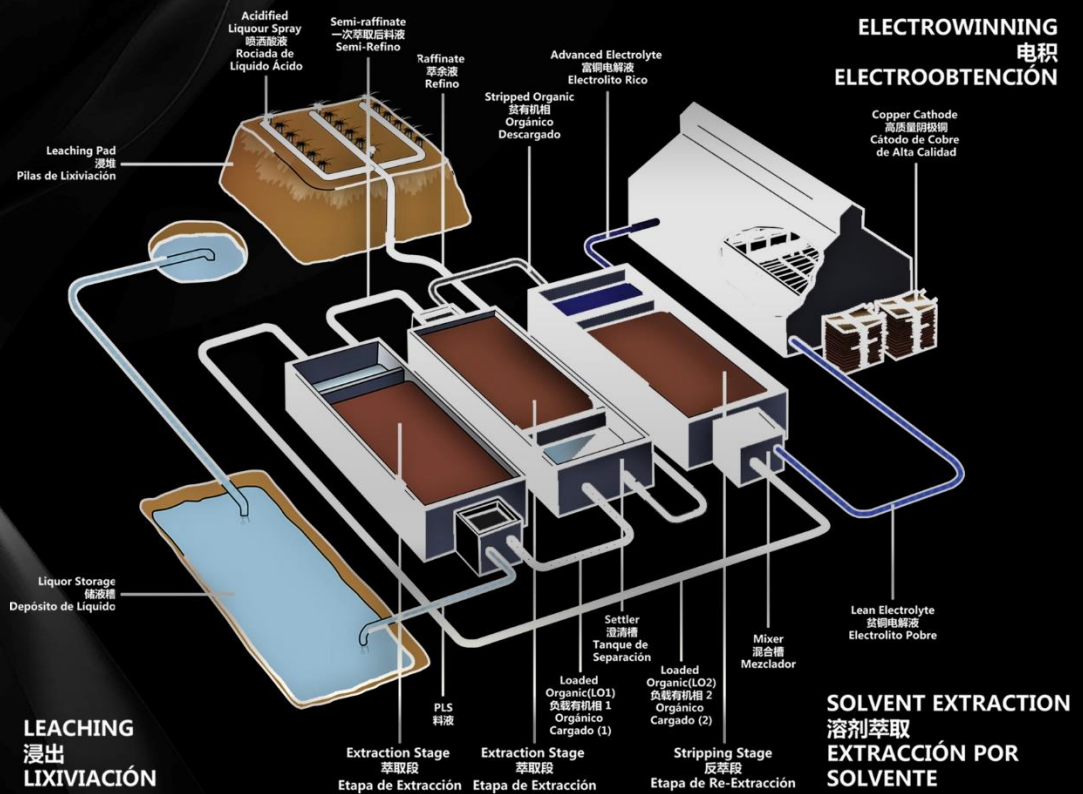 Acidified
Liquour Spray
喷洒酸液
Rociada de
Líquido Ácido
Semi-raffinate
一次萃取后料液
Semi-Refino
Raffinate
萃余液
Refino
Advanced Electrolyte
富铜电解液
Electrolito Rico
Stripped Organic
贫有机相
Orgánico
Descargado
ELECTROWINNING
电积
ELECTROOBTENCIÓN
Copper Cathode
高质量阴极铜
Cátodo de Cobre
de Alta Calidad
Leaching Pad
浸堆
Pilas de Lixiviación
Liquor Storage
储液槽
Depósito de Líquido
PLS
料液
Loaded
Organic(LO1)
负载有机相 1
Orgánico
Cargado (1)
Settler
澄清槽
Tanque de
Separación
Loaded
Organic(LO2)
负载有机相 2
Orgánico
Cargado (2)
Mixer
混合槽
Mezclador
Lean Electrolyte
贫铜电解液
Electrolito Pobre
Extraction Stage
萃取段
Etapa de Extracción
Extraction Stage
萃取段
Etapa de Extracción
Stripping Stage
反萃段
Etapa de Re-Extracción
LEACHING
浸出
LIXIVIACIÓN
SOLVENT EXTRACTION
溶剂萃取
EXTRACCIÓN POR
SOLVENTE